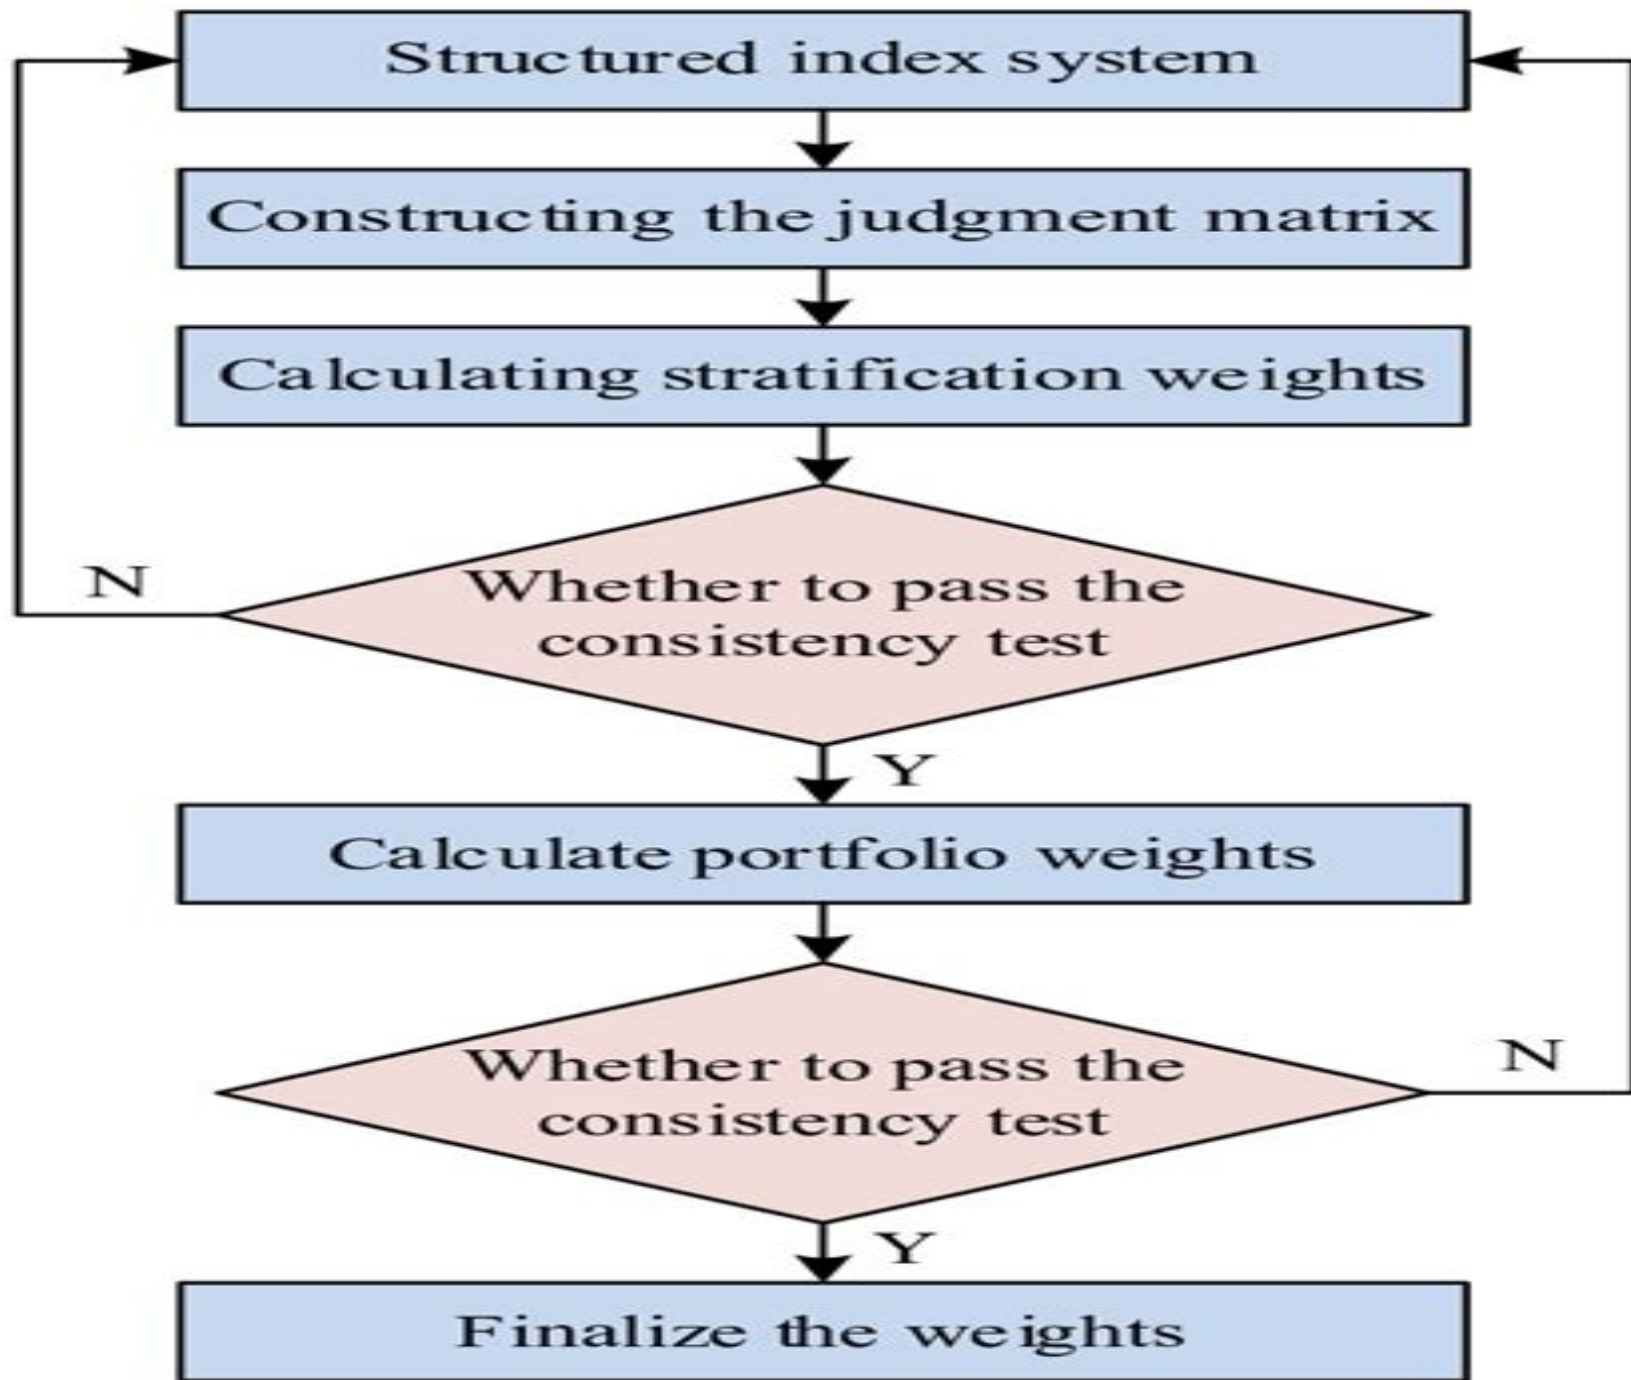 Structured index system
Constructing the judgment matrix
Calculating stratification weights
Whether to pass the
consistency test
N
Y
Calculate portfolio weights
Whether to pass the
consistency test
N
Y
Finalize the weights